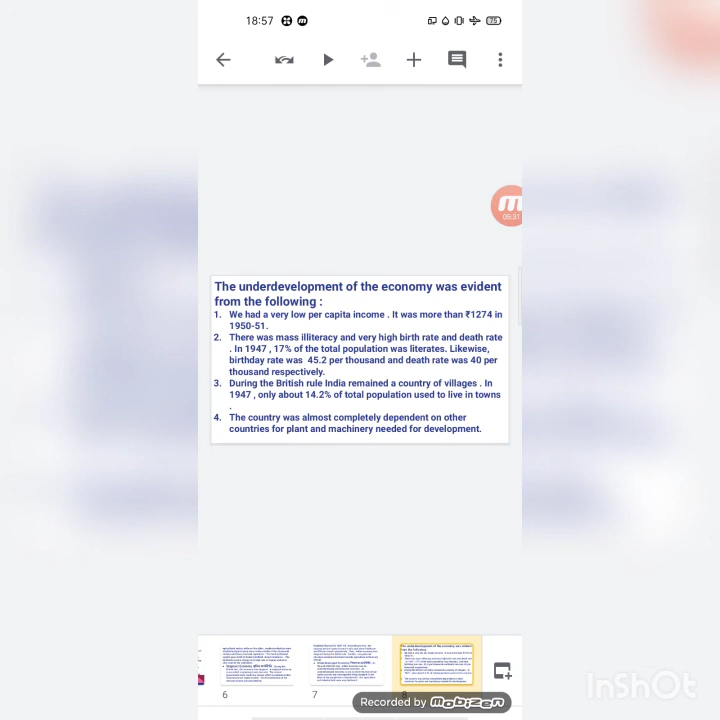 18:57
75
05:31
The underdevelopment of the economy was evident
from the following :
1. We had a very low per capita income . It was more than ₹1274 in
1950-51.
2. There was mass illiteracy and very high birth rate and death rate
. In 1947 , 17% of the total population was literates. Likewise,
birthday rate was 45.2 per thousand and death rate was 40 per
thousand respectively.
3. During the British rule India remained a country of villages . In
1947 , only about 14.2% of total population used to live in towns
.
4. The country was almost completely dependent on other
countries for plant and machinery needed for development.
6
7
8
Recorded by mobizen
InShOt